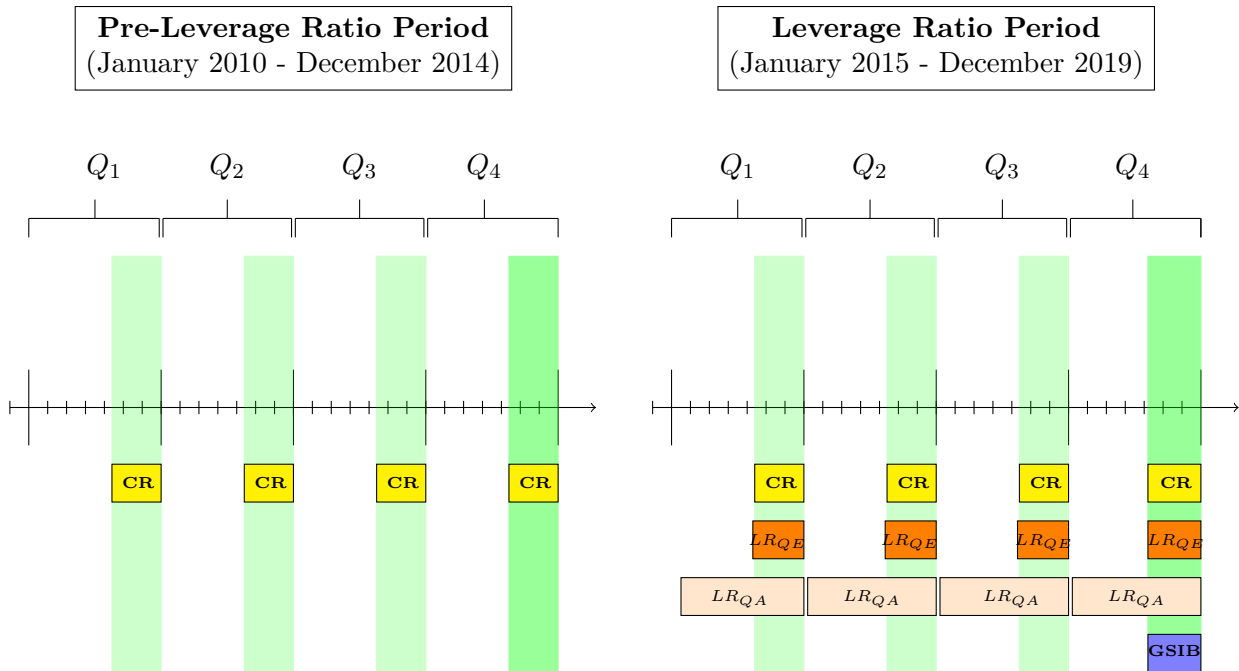 Pre-Leverage Ratio Period
(January 2010 - December 2014)
Leverage Ratio Period
(January 2015 - December 2019)
Q1 Q2 Q3 Q4
Q1 Q2 Q3 Q4
CR CR CR CR
CR CR CR CR
LRQE LRQE LRQE LRQE
LRQA LRQA LRQA LRQA
GSIB